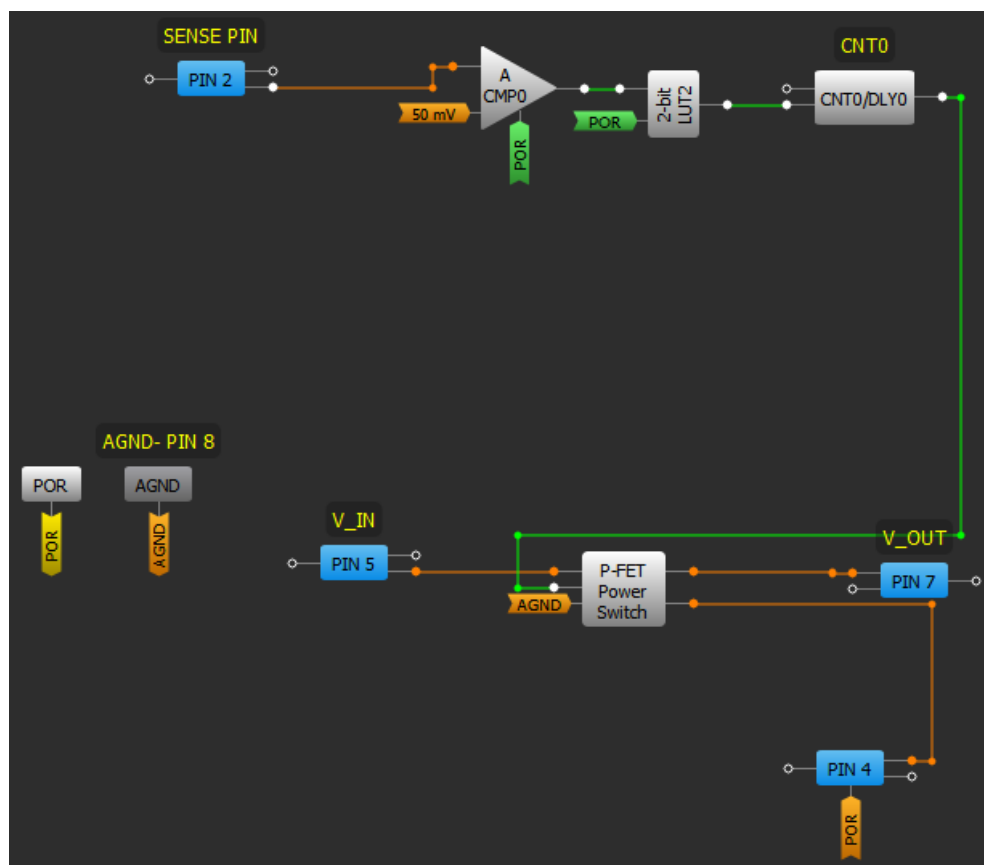 SENSE PIN
PIN 2
A
CMP0
50 mV
POR
POR
2-bit
LUT2
CNT0
CNT0/DLY0
AGND- PIN 8
POR
AGND
POR
AGND
V_IN
PIN 5
P-FET
Power
Switch
AGND
V_OUT
PIN 7
PIN 4
POR